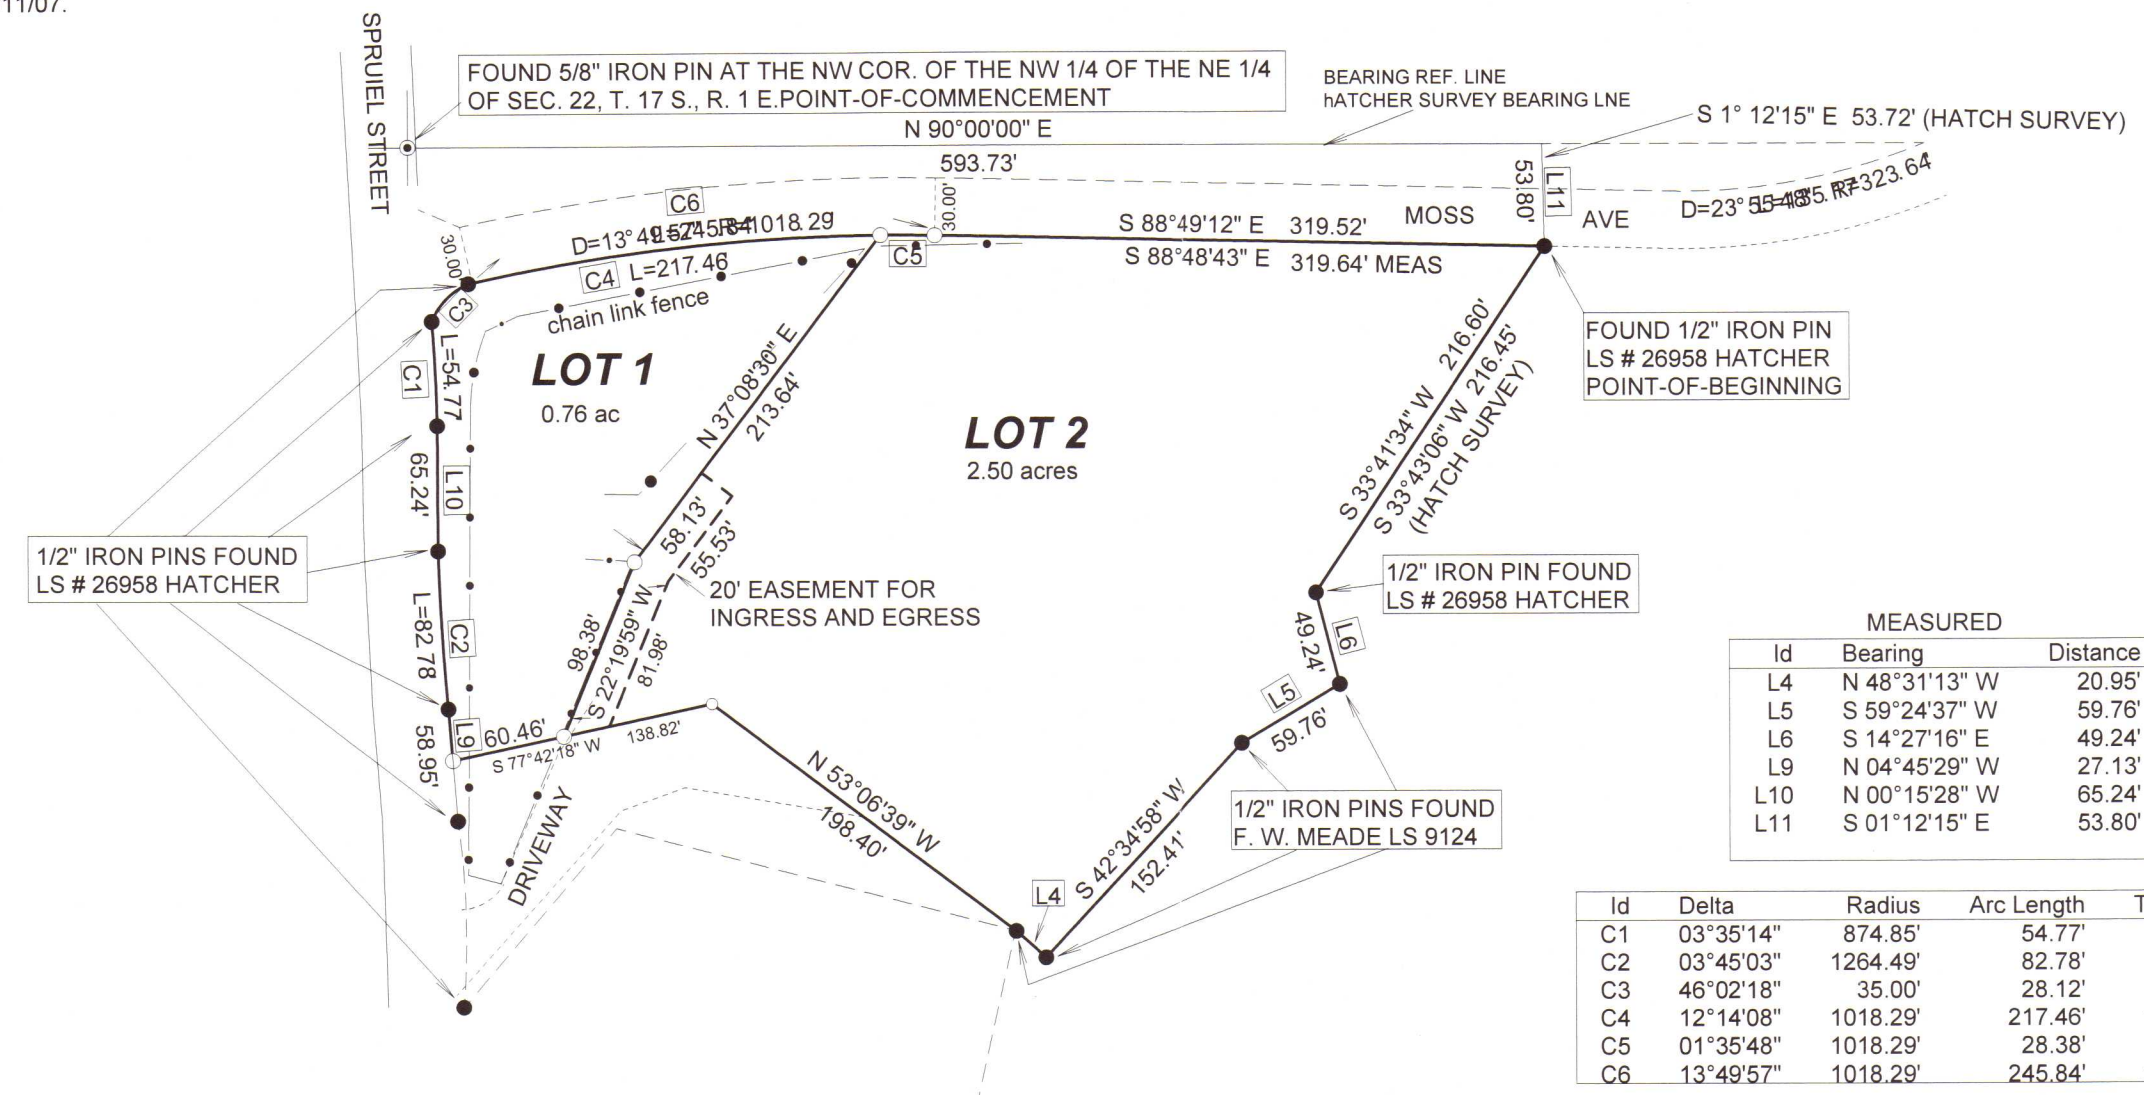 11/07.
SPRUIEL STREET
FOUND 5/8" IRON PIN AT THE NW COR. OF THE NW 1/4 OF THE NE 1/4
OF SEC. 22, T. 17 S., R. 1 E.POINT-OF-COMMENCEMENT
BEARING REF. LINE
hATCHER SURVEY BEARING LNE
S 1° 12'15" E 53.72' (HATCH SURVEY)
N 90°00'00" E
593.73'
53.80'
L11
C6
30.00'
30.00'
D=13°49'57" R=1018.29'
L=245.84'
S 88°49'12" E 319.52'
MOSS
AVE
S 88°48'43" E 319.64' MEAS
C5
C4
L=217.46'
chain link fence
C3
LOT 1
0.76 ac
C1
L=54.77
N 37°08'30" E
213.64'
LOT 2
2.50 acres
S 33°41'34" W 216.60'
S 33°43'06" W 216.45'
(HATCH SURVEY)
FOUND 1/2" IRON PIN
LS # 26958 HATCHER
POINT-OF-BEGINNING
65.24'
L10
58.13'
55.53'
1/2" IRON PINS FOUND
LS # 26958 HATCHER
20' EASEMENT FOR
INGRESS AND EGRESS
1/2" IRON PIN FOUND
LS # 26958 HATCHER
L=82.78
C2
98.38'
S 22°19'59" W
81.98'
49.24'
L6
L5
59.76'
58.95'
L9
60.46'
S 77°42'18" W
138.82'
N 53°06'39" W
198.40'
DRIVEWAY
S 42°34'58" W
152.41'
L4
1/2" IRON PINS FOUND
F. W. MEADE LS 9124
MEASURED
Id Bearing Distance
L4 N 48°31'13" W 20.95'
L5 S 59°24'37" W 59.76'
L6 S 14°27'16" E 49.24'
L9 N 04°45'29" W 27.13'
L10 N 00°15'28" W 65.24'
L11 S 01°12'15" E 53.80'
Id Delta Radius Arc Length T
C1 03°35'14" 874.85' 54.77'
C2 03°45'03" 1264.49' 82.78'
C3 46°02'18" 35.00' 28.12'
C4 12°14'08" 1018.29' 217.46'
C5 01°35'48" 1018.29' 28.38'
C6 13°49'57" 1018.29' 245.84'